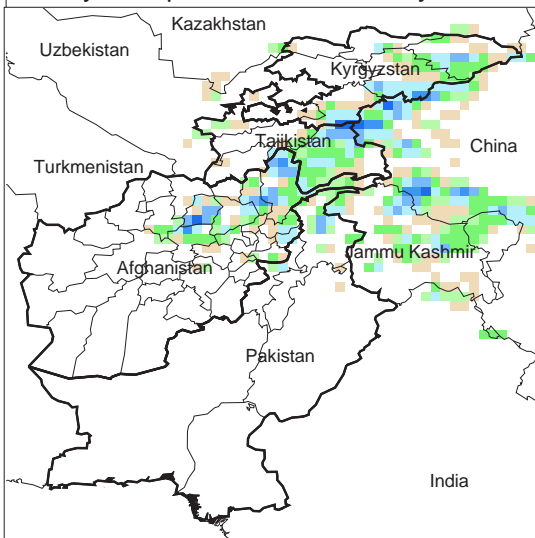 Kazakhstan
Uzbekistan
Kyrgyzstan
Tajikistan
China
Turkmenistan
Jammu Kashmir
Afghanistan
Pakistan
India